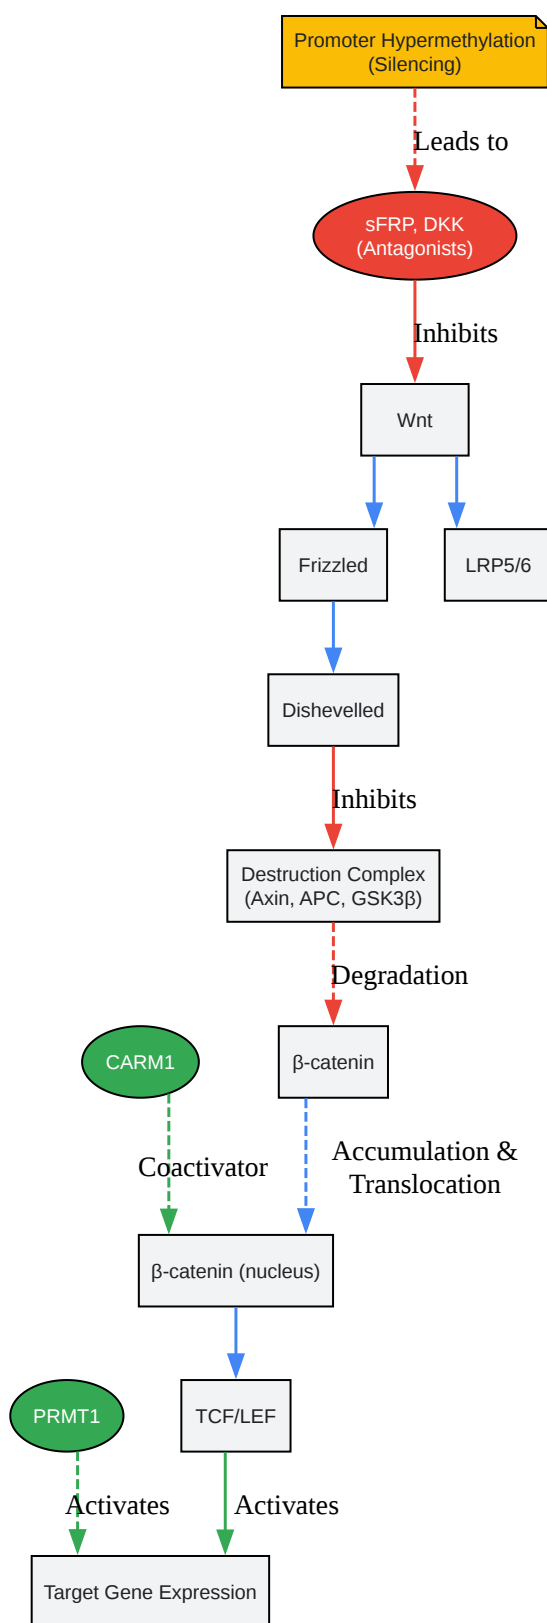 Promoter Hypermethylation
(Silencing)
Leads to
sFRP, DKK
(Antagonists)
Inhibits
Wnt
Frizzled
LRP5/6
Dishevelled
Inhibits
Destruction Complex
(Axin, APC, GSK3β)
Degradation
CARM1
β-catenin
Coactivator
Accumulation &
Translocation
β-catenin (nucleus)
PRMT1
TCF/LEF
Activates
Activates
Target Gene Expression